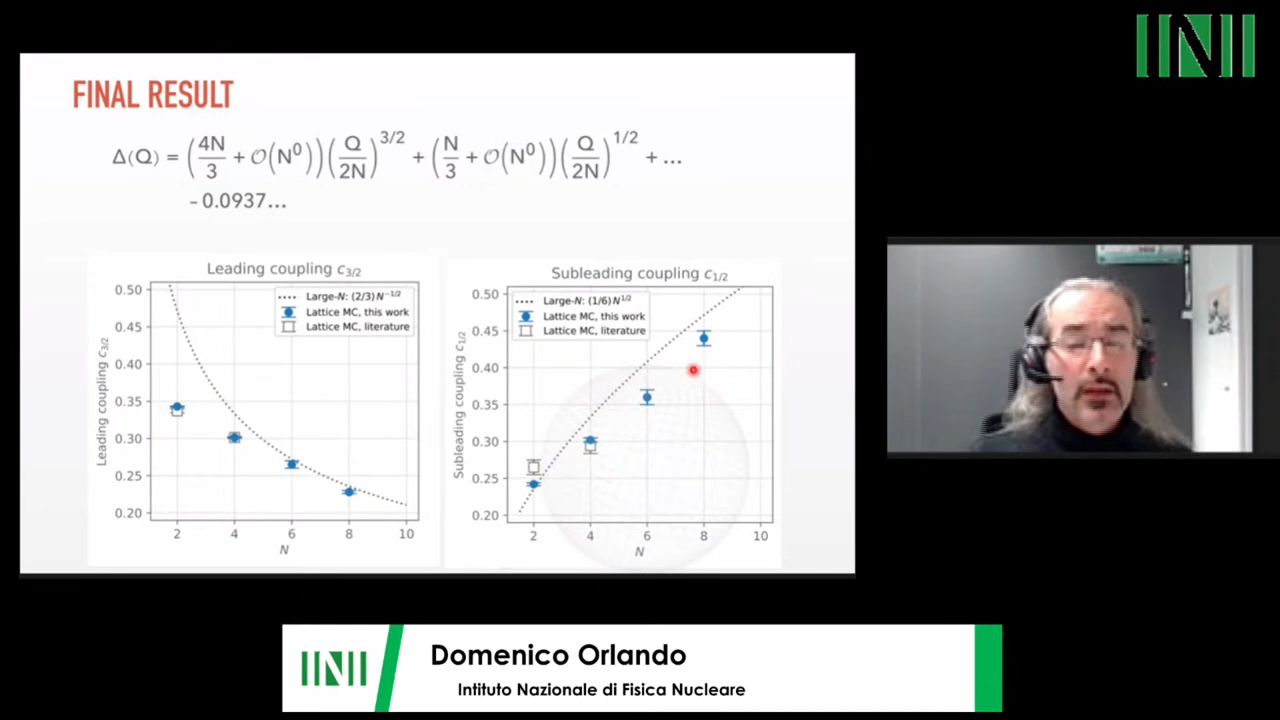 INI
FINAL RESULT
Δ(Q) = (4N/3 + O(N⁰))(Q/2N)^3/2 + (N/3 + O(N⁰))(Q/2N)^1/2 + ...
- 0.0937...
Leading coupling c3/2
Large-N: (2/3) N^−1/2
Lattice MC, this work
Lattice MC, literature
0.50
0.45
0.40
0.35
0.30
0.25
0.20
Leading coupling c3/2
2 4 6 8 10
N
Subleading coupling c1/2
Large-N: (1/6) N^1/2
Lattice MC, this work
Lattice MC, literature
0.50
0.45
0.40
0.35
0.30
0.25
0.20
Subleading coupling c1/2
2 4 6 8 10
N
INI
Domenico Orlando
Intituto Nazionale di Fisica Nucleare